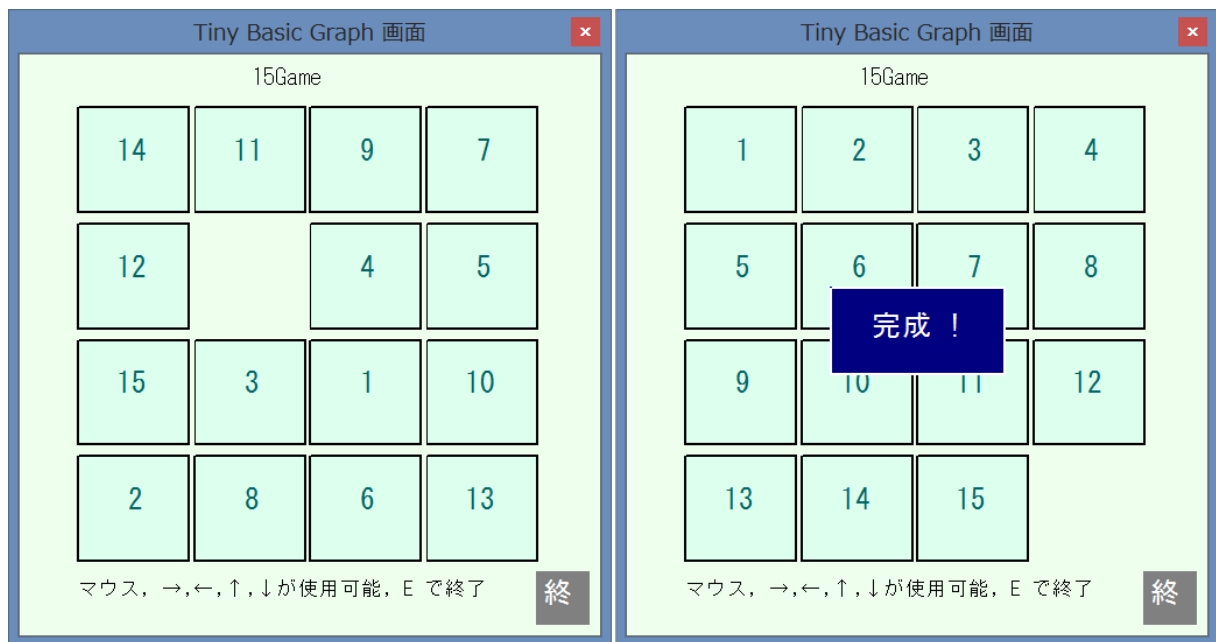 Tiny Basic Graph 画面
x
15Game
14 11 9 7
12 4 5
15 3 1 10
2 8 6 13
マウス, →,←,↑,↓が使用可能, E で終了
終
Tiny Basic Graph 画面
x
15Game
1 2 3 4
5 6 7 8
完成 !
9 10 11 12
13 14 15
マウス, →,←,↑,↓が使用可能, E で終了
終